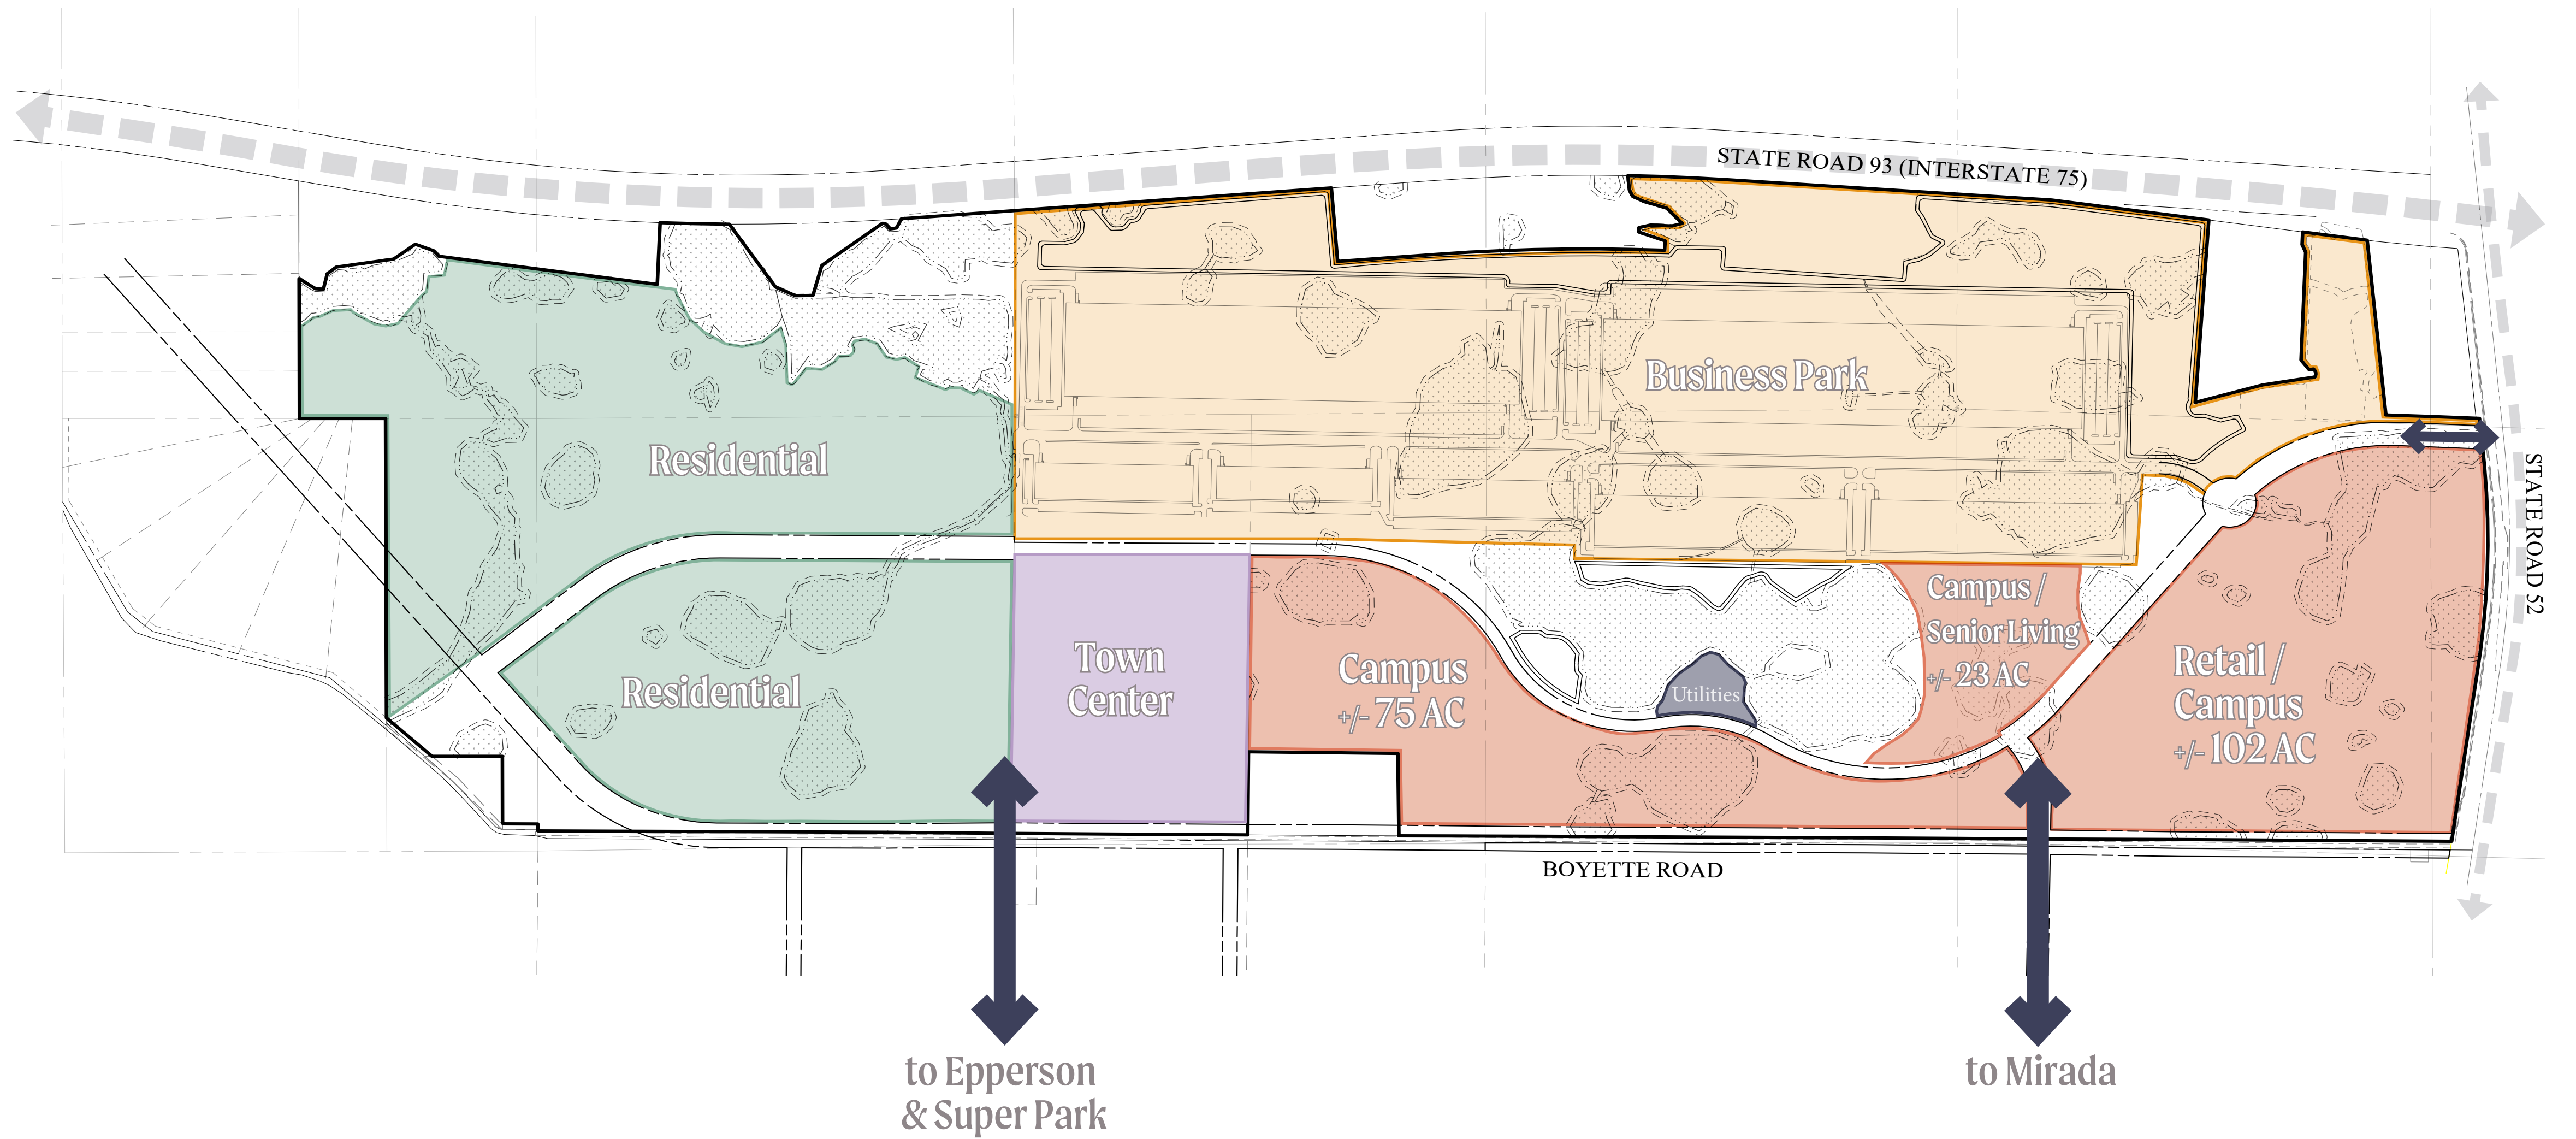 STATE ROAD 93 (INTERSTATE 75)
Business Park
Residential
STATE ROAD 52
Campus /
Senior Living
+/- 23 AC
Town
Center
Campus
+/- 75 AC
Retail /
Campus
+/- 102 AC
Residential
Utilities
BOYETTE ROAD
to Epperson
& Super Park
to Mirada